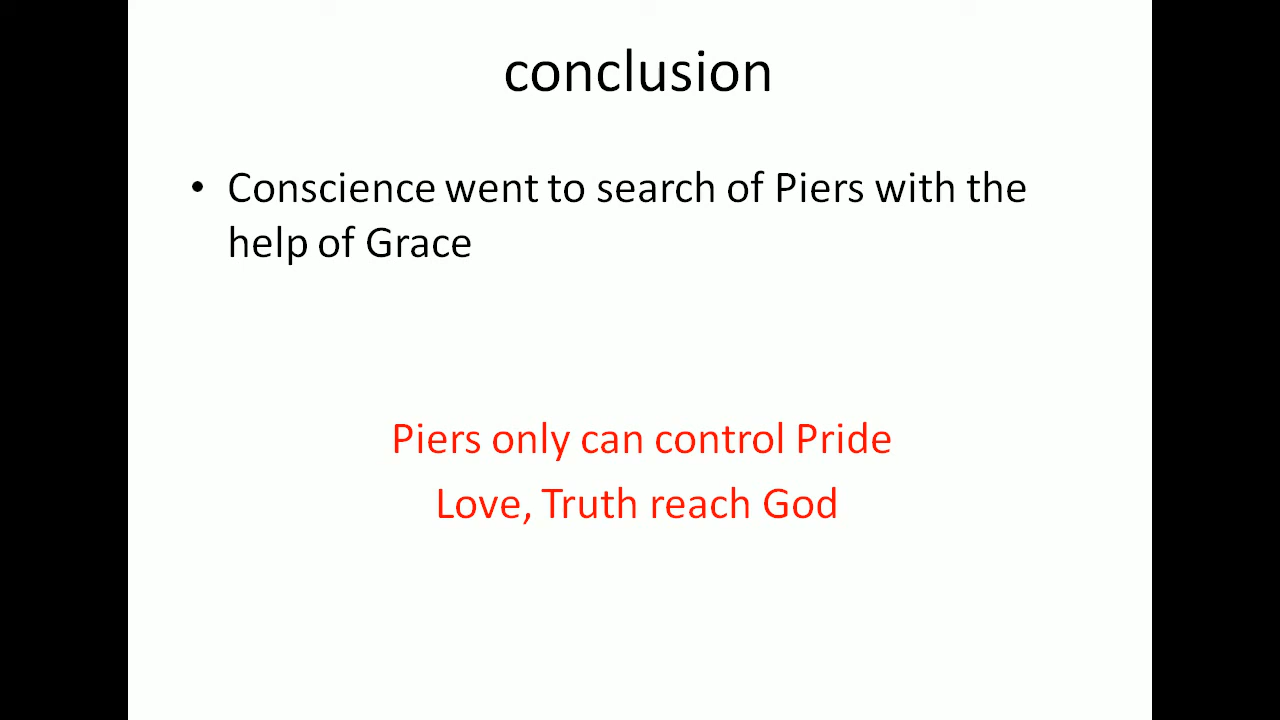 conclusion
• Conscience went to search of Piers with the
help of Grace
Piers only can control Pride
Love, Truth reach God